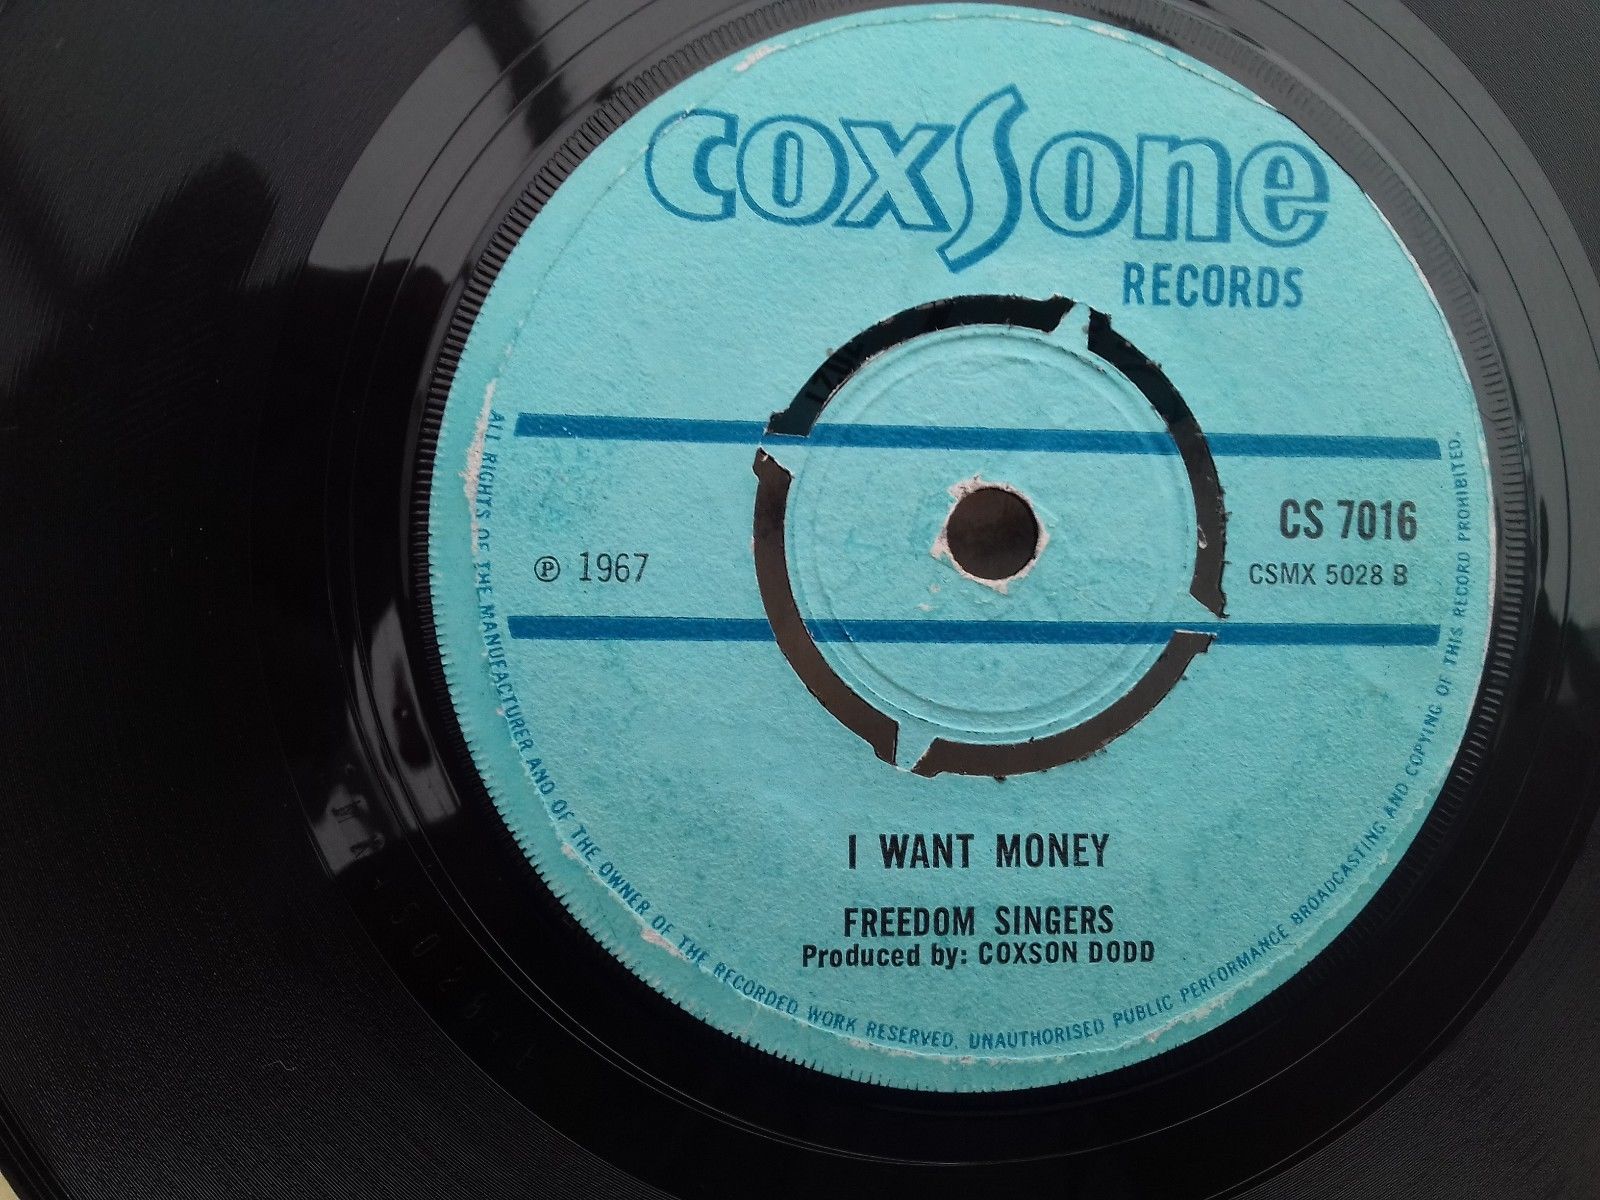 coxSone
RECORDS
CS 7016
℗ 1967
CSMX 5028 B
I WANT MONEY
FREEDOM SINGERS
Produced by: COXSON DODD
ALL RIGHTS OF THE MANUFACTURER AND OF THE OWNER OF THE RECORDED WORK RESERVED. UNAUTHORISED PUBLIC PERFORMANCE BROADCASTING AND COPYING OF THIS RECORD PROHIBITED.